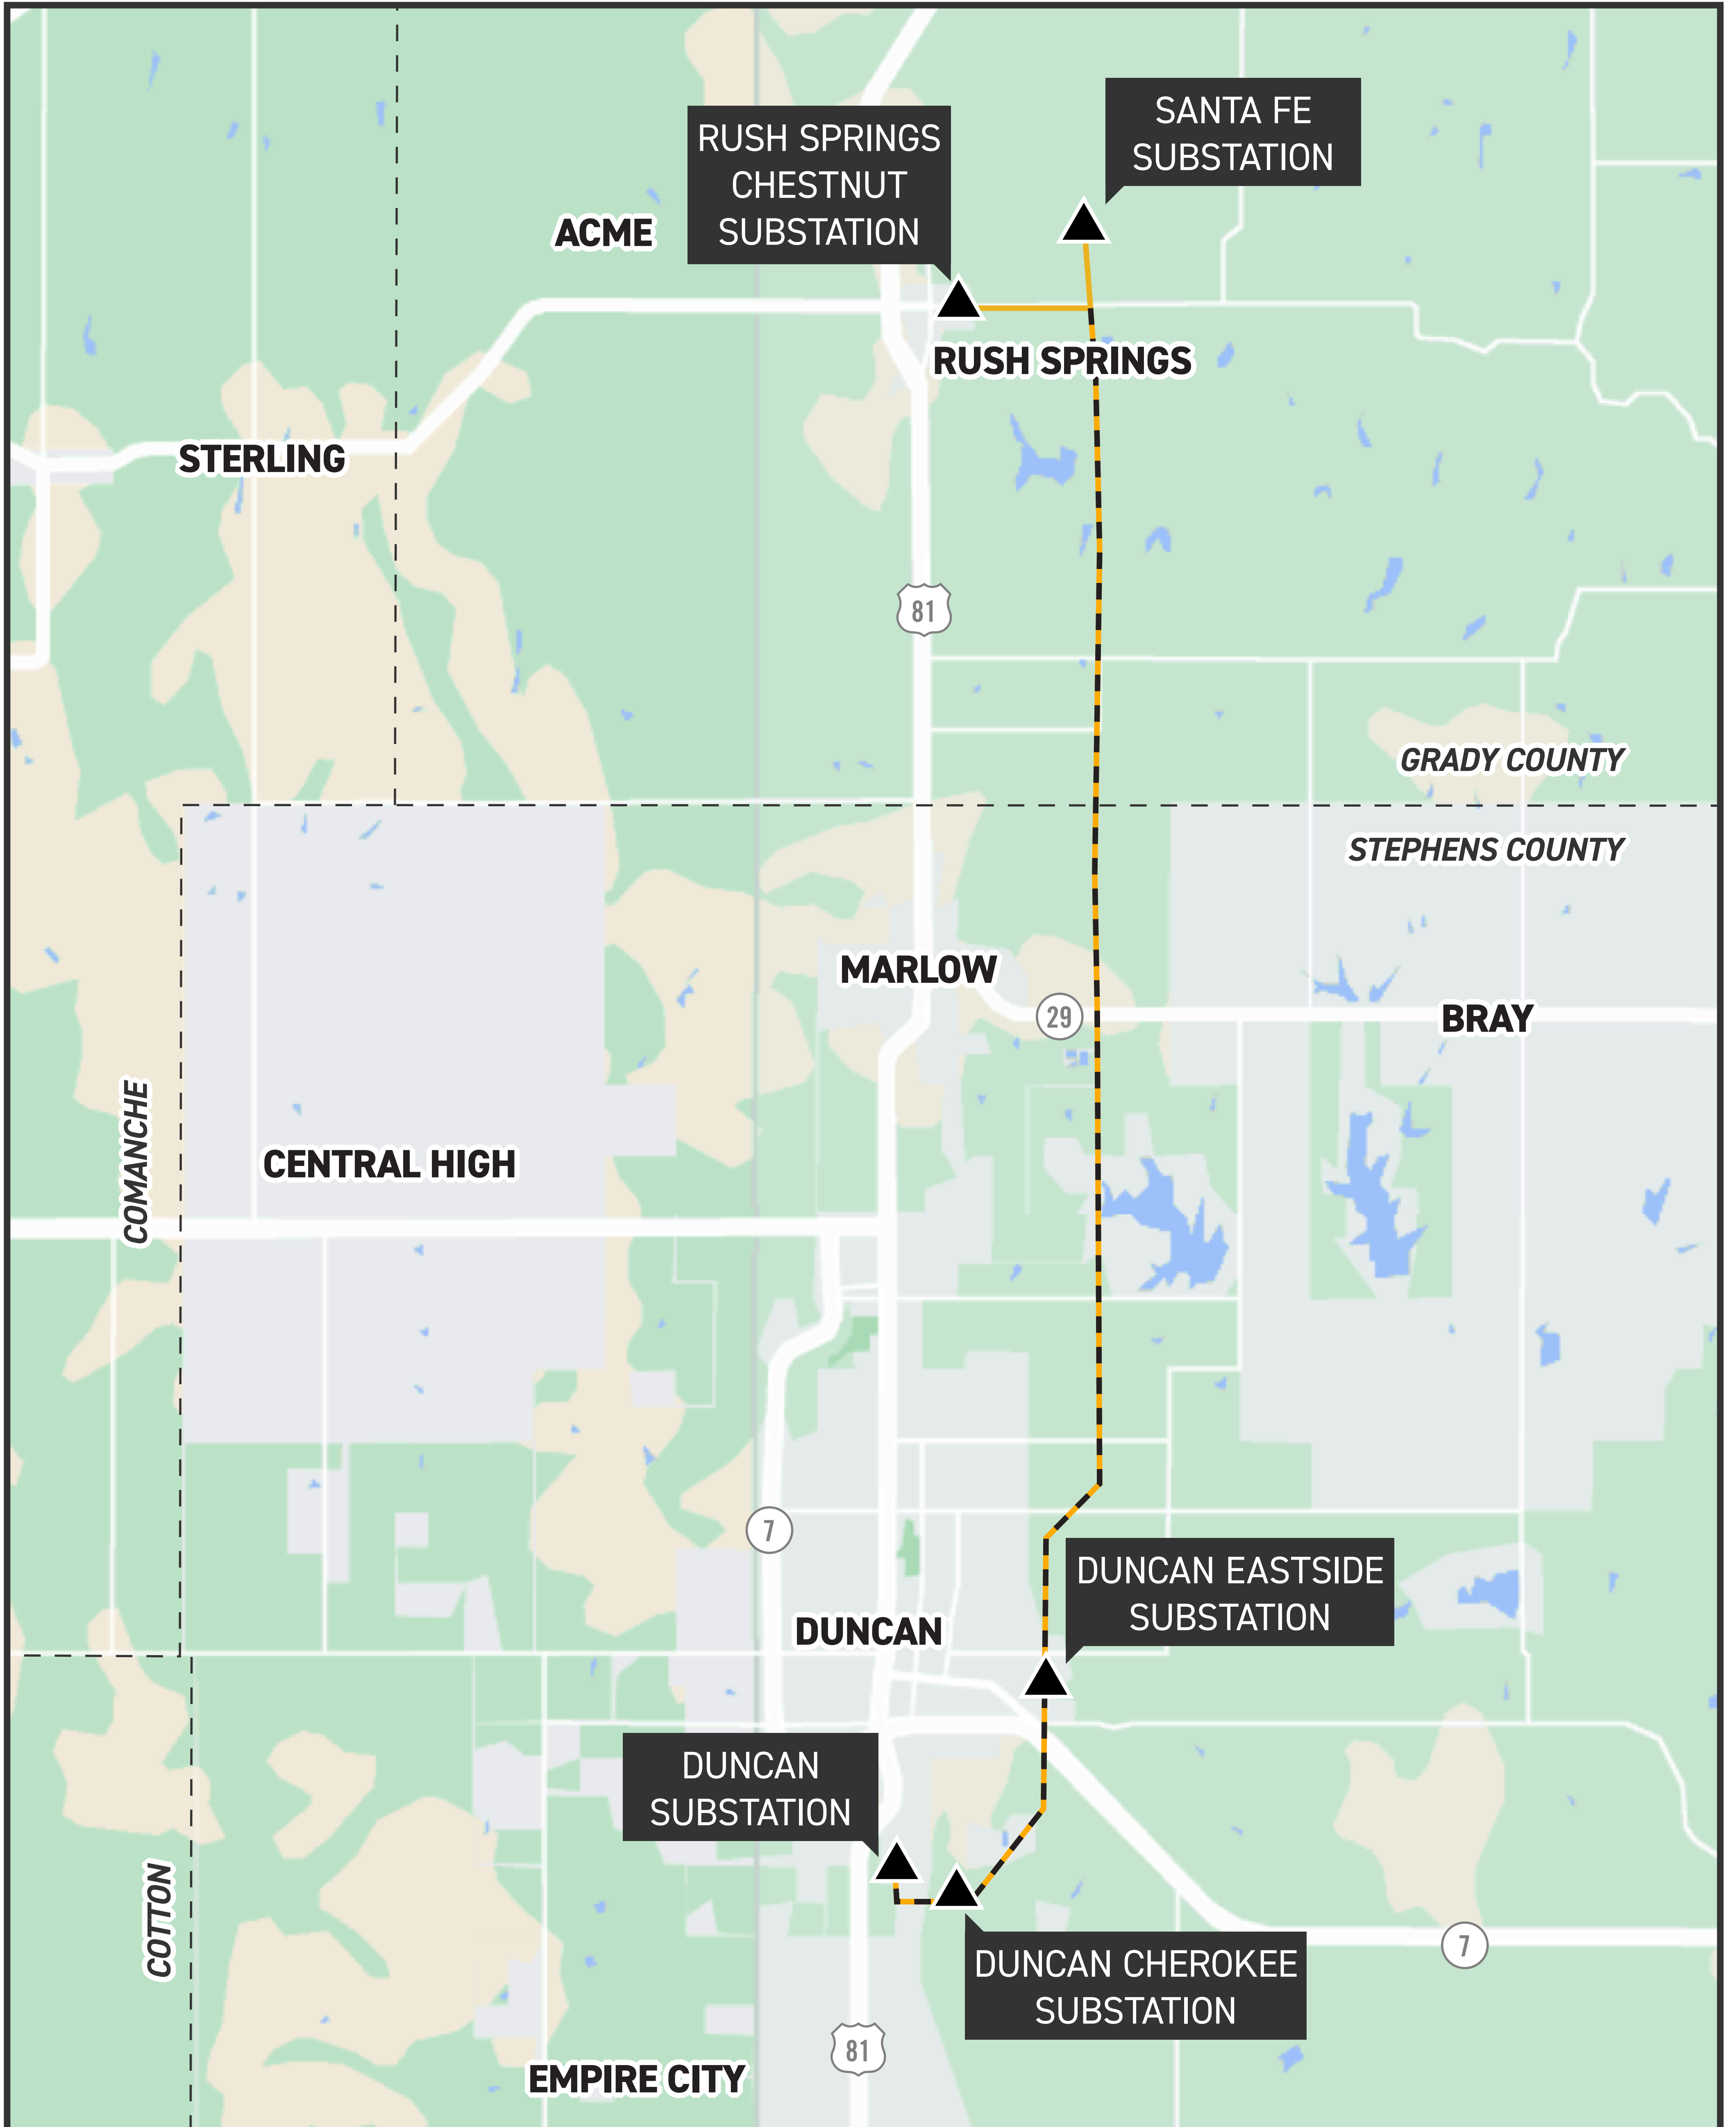 SANTA FE
SUBSTATION
RUSH SPRINGS
CHESTNUT
SUBSTATION
ACME
RUSH SPRINGS
STERLING
81
GRADY COUNTY
STEPHENS COUNTY
MARLOW
29
BRAY
COMANCHE
CENTRAL HIGH
7
DUNCAN EASTSIDE
SUBSTATION
DUNCAN
DUNCAN
SUBSTATION
COTTON
7
DUNCAN CHEROKEE
SUBSTATION
81
EMPIRE CITY